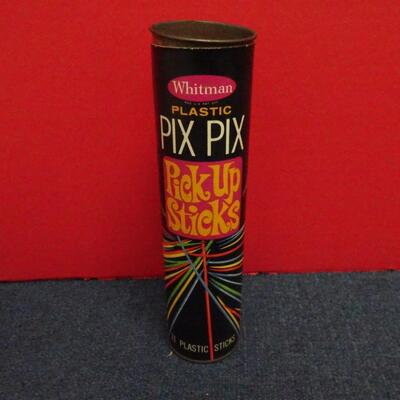 Whitman
PLASTIC
PIX PIX
Pick Up
Sticks
PLASTIC STICKS